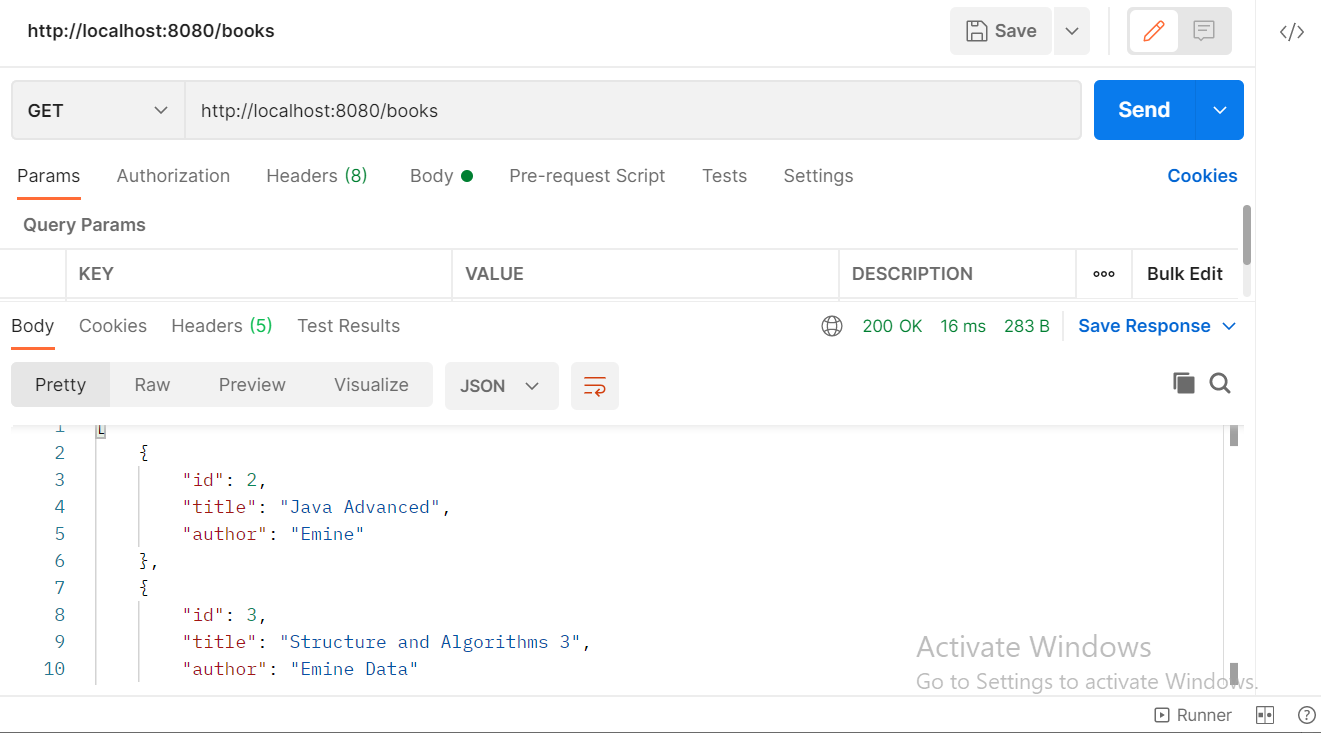 http://localhost:8080/books Save </>
GET http://localhost:8080/books Send
Params Authorization Headers (8) Body Pre-request Script Tests Settings Cookies
Query Params
KEY VALUE DESCRIPTION ooo Bulk Edit
Body Cookies Headers (5) Test Results 200 OK 16 ms 283 B Save Response
Pretty Raw Preview Visualize JSON
1 [
2 {
3 "id": 2,
4 "title": "Java Advanced",
5 "author": "Emine"
6 },
7 {
8 "id": 3,
9 "title": "Structure and Algorithms 3",
10 "author": "Emine Data"
Activate Windows
Go to Settings to activate Windows.
Runner ?